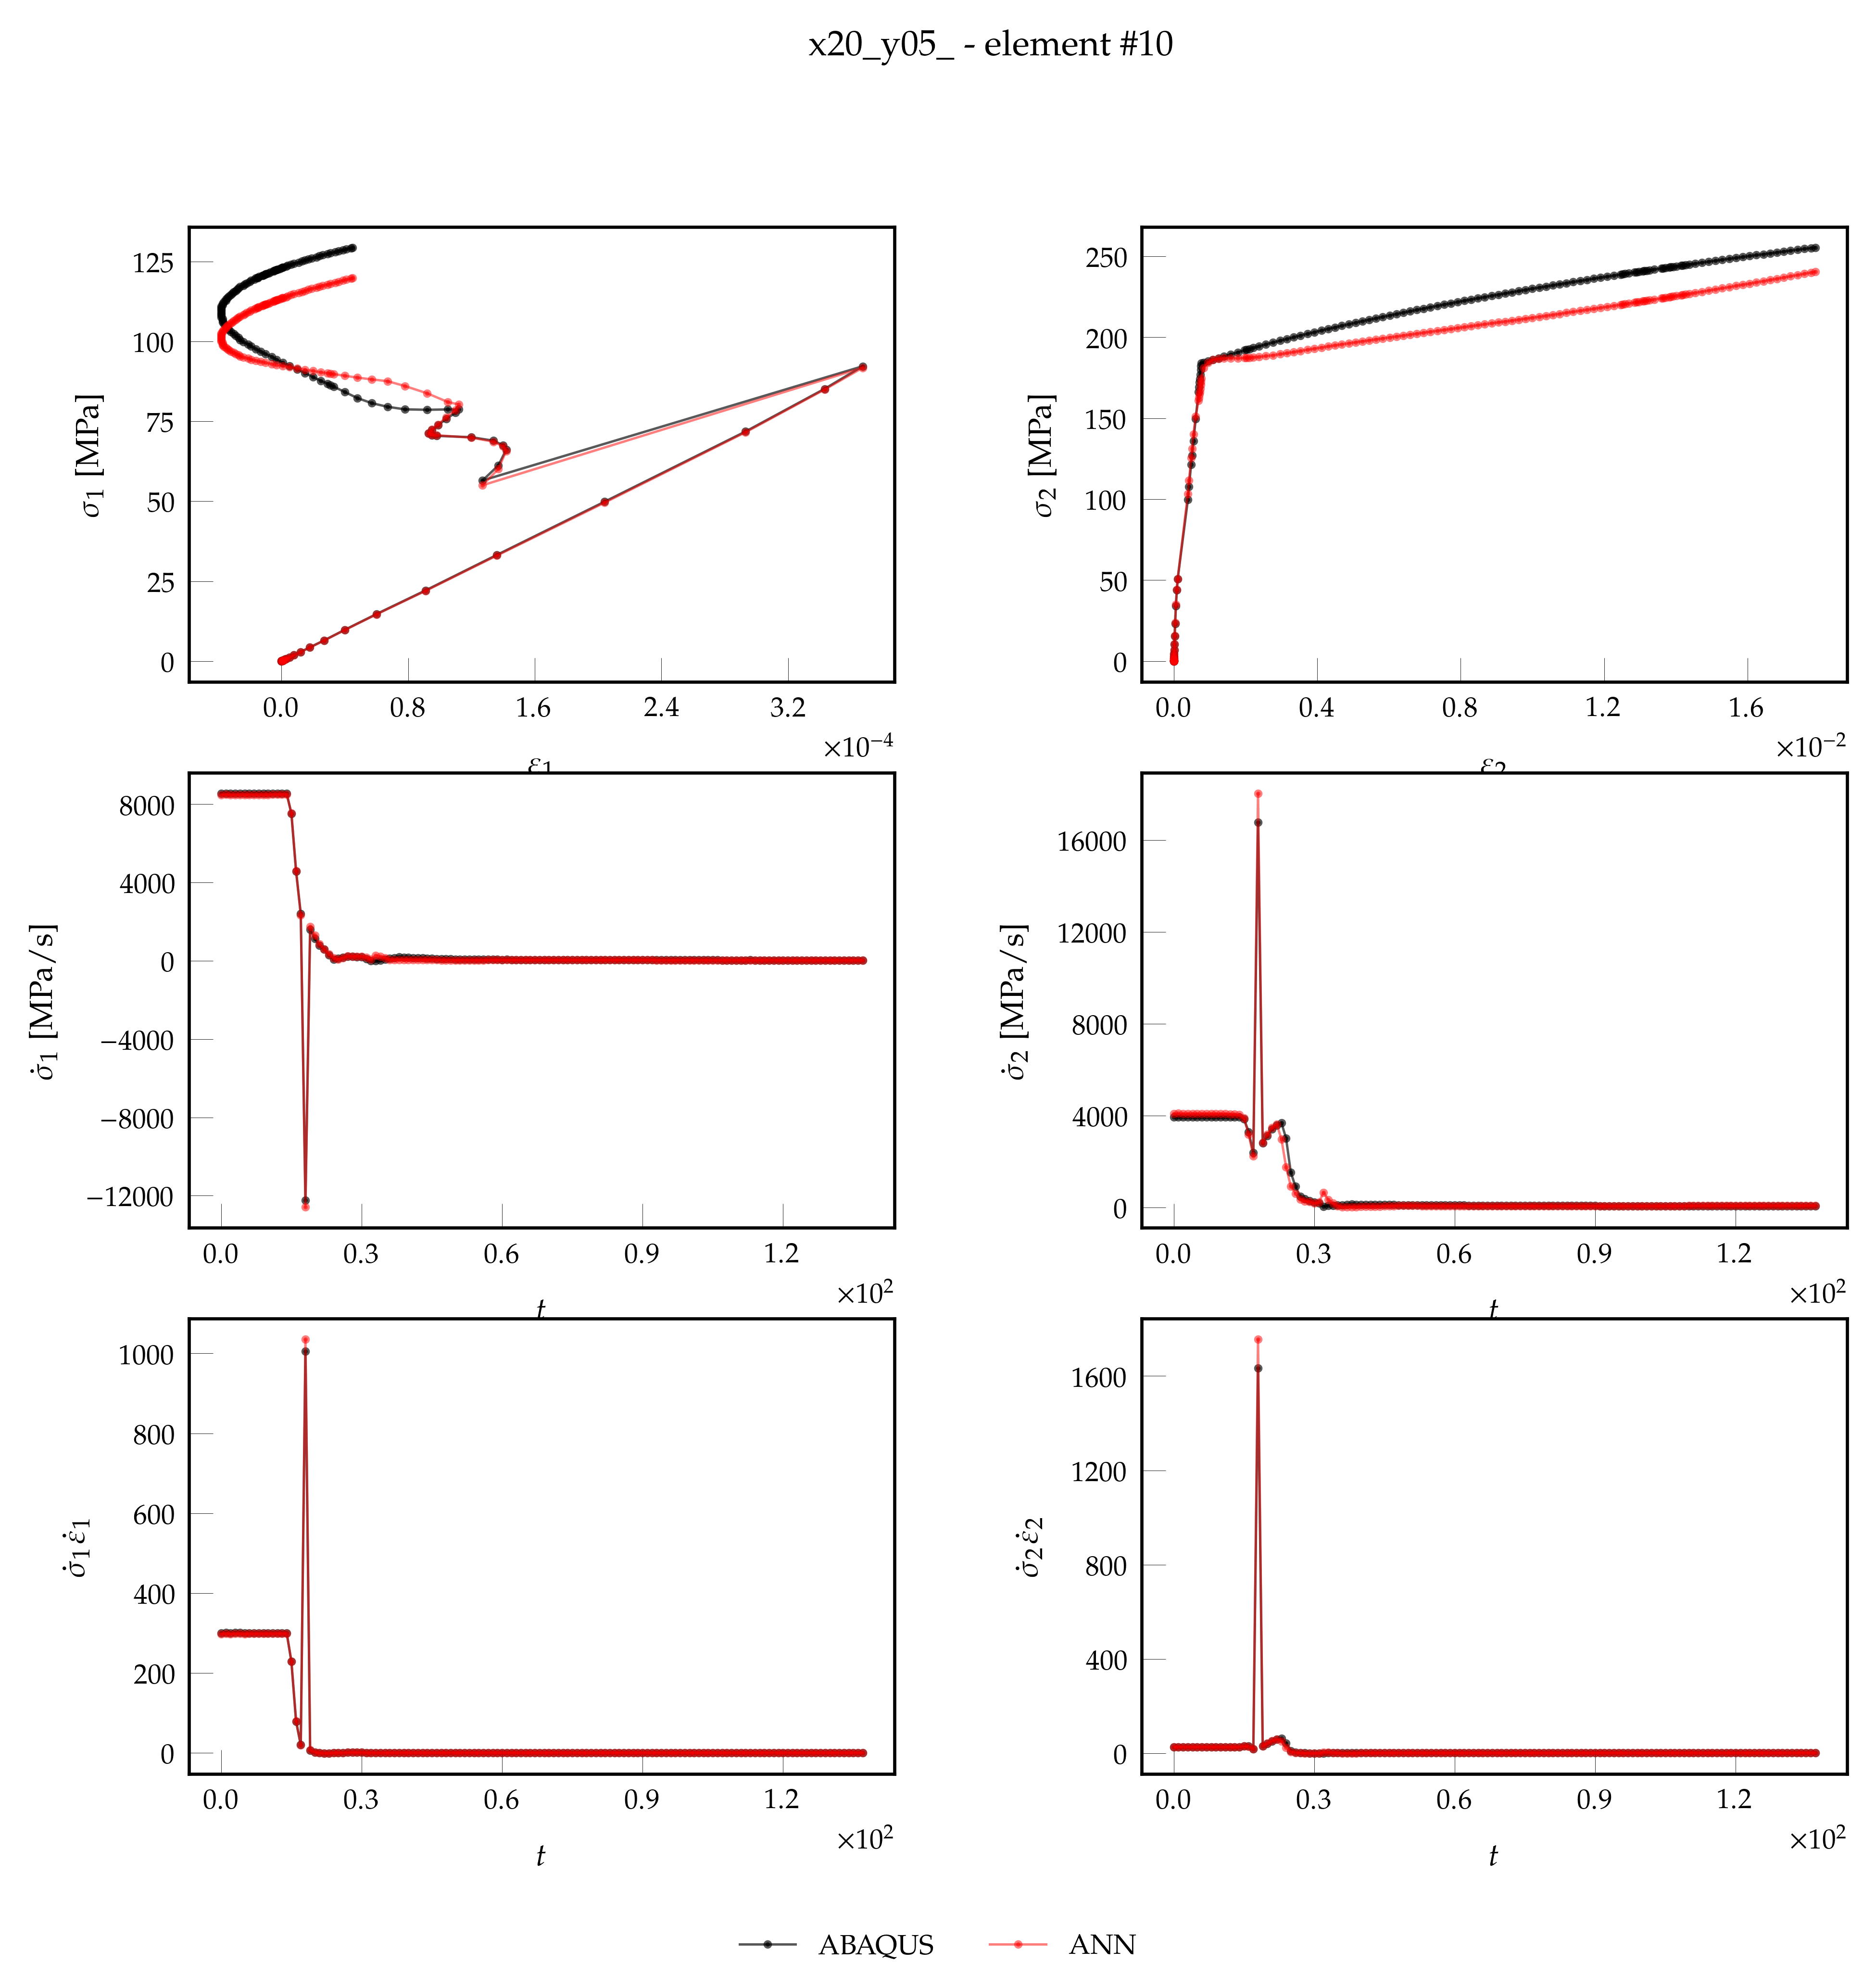 x20_y05_ - element #10
σ₁ [MPa]
125
100
75
50
25
0
0.0 0.8 1.6 2.4 3.2
×10⁻⁴
ε₁
σ₂ [MPa]
250
200
150
100
50
0
0.0 0.4 0.8 1.2 1.6
×10⁻²
ε₂
σ̇₁ [MPa/s]
8000
4000
0
−4000
−8000
−12000
0.0 0.3 0.6 0.9 1.2
×10²
t
σ̇₂ [MPa/s]
16000
12000
8000
4000
0
0.0 0.3 0.6 0.9 1.2
×10²
t
σ̇₁ε̇₁
1000
800
600
400
200
0
0.0 0.3 0.6 0.9 1.2
×10²
t
σ̇₂ε̇₂
1600
1200
800
400
0
0.0 0.3 0.6 0.9 1.2
×10²
t
ABAQUS ANN